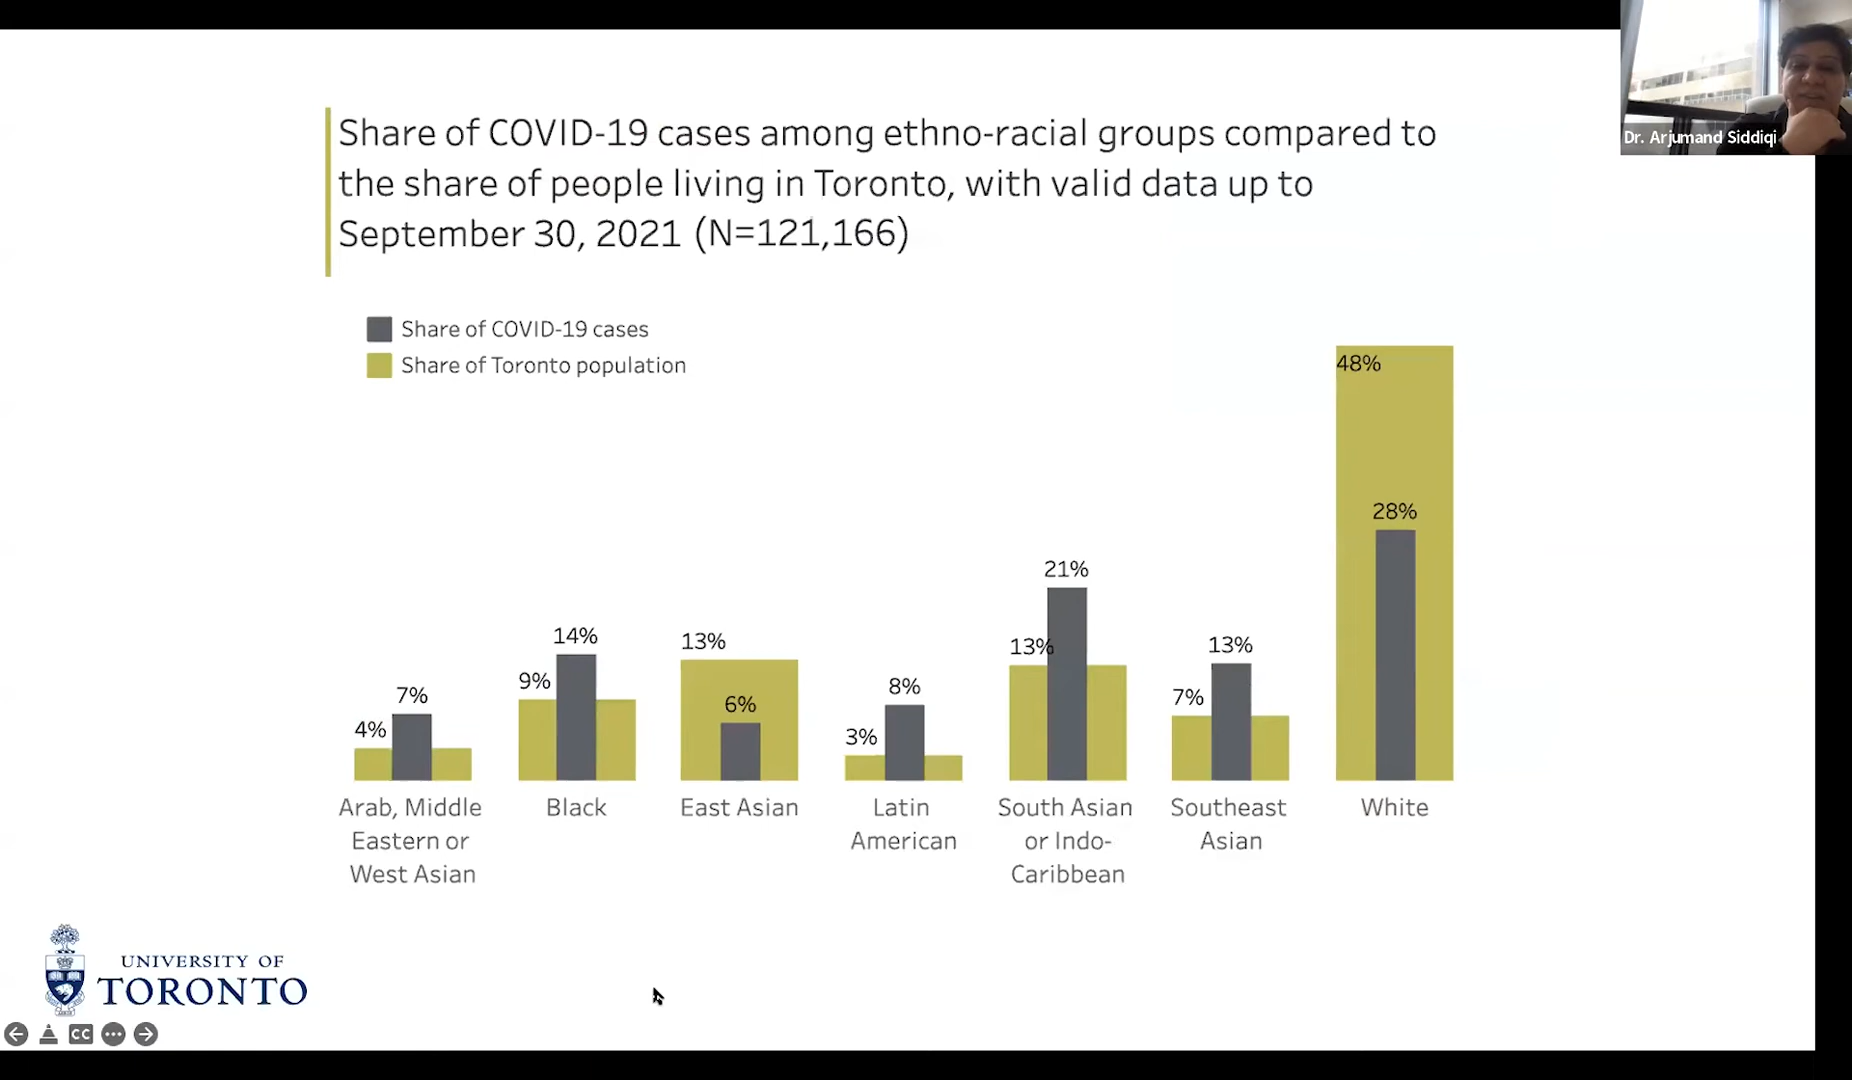 Dr. Arjumand Siddiqi
Share of COVID-19 cases among ethno-racial groups compared to
the share of people living in Toronto, with valid data up to
September 30, 2021 (N=121,166)
Share of COVID-19 cases
Share of Toronto population
4%
7%
9%
14%
13%
6%
3%
8%
13%
21%
7%
13%
48%
28%
Arab, Middle
Eastern or
West Asian
Black
East Asian
Latin
American
South Asian
or Indo-
Caribbean
Southeast
Asian
White
UNIVERSITY OF
TORONTO
CC